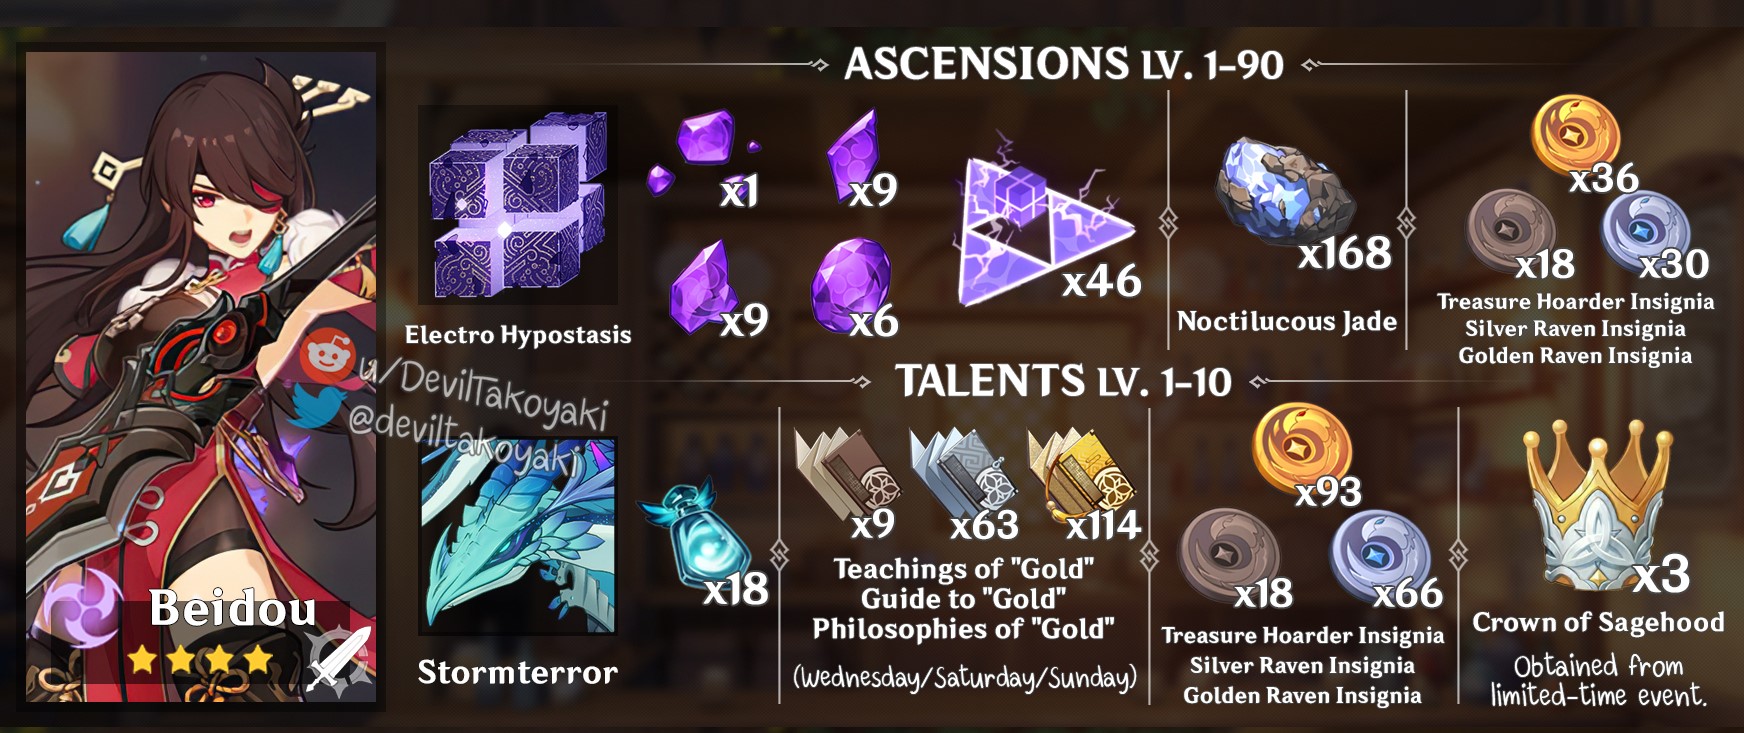 ASCENSIONS LV. 1-90
x1
x9
x9
x6
x46
x168
x36
x18
x30
Electro Hypostasis
Noctilucous Jade
Treasure Hoarder Insignia
Silver Raven Insignia
Golden Raven Insignia
u/DevilTakoyaki
@deviltakoyaki
TALENTS LV. 1-10
x18
x9
x63
x114
Teachings of "Gold"
Guide to "Gold"
Philosophies of "Gold"
(Wednesday/Saturday/Sunday)
x93
x18
x66
Treasure Hoarder Insignia
Silver Raven Insignia
Golden Raven Insignia
x3
Crown of Sagehood
Obtained from
limited-time event.
Beidou
Stormterror